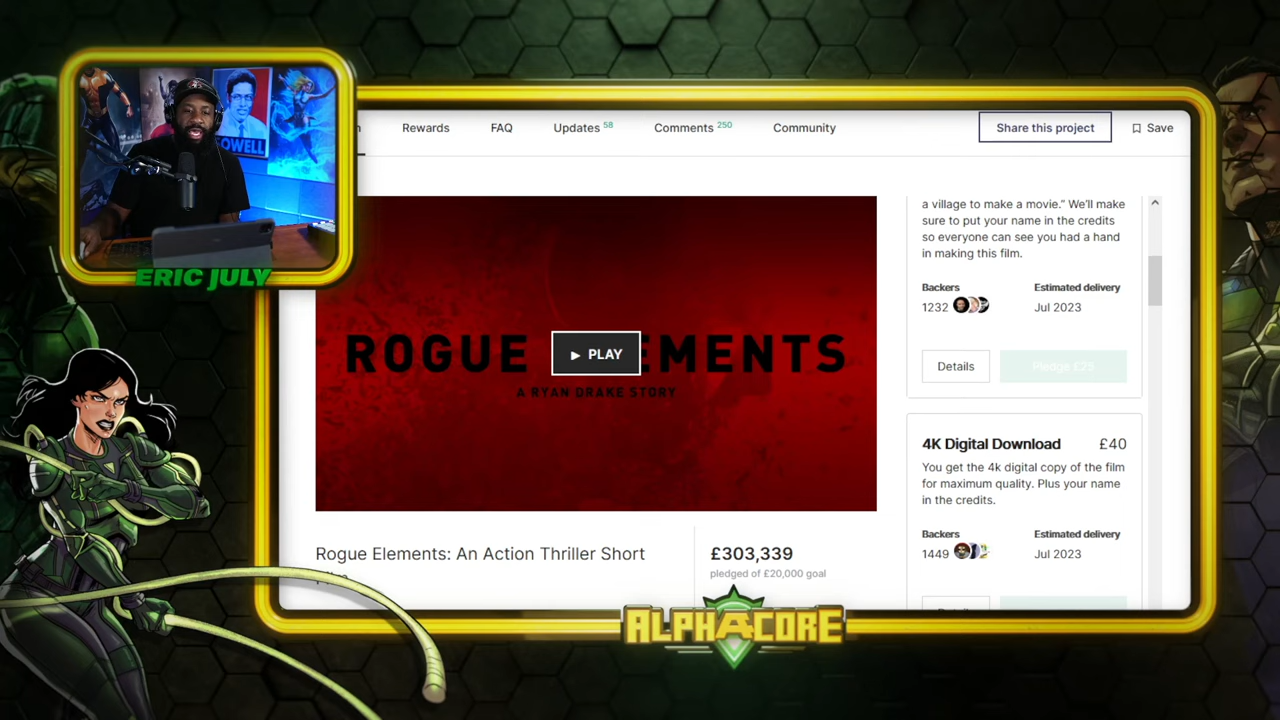 OWELL
ERIC JULY
Rewards
FAQ
Updates 58
Comments 250
Community
Share this project
Save
ROGUE
EMENTS
▶ PLAY
A RYAN DRAKE STORY
Rogue Elements: An Action Thriller Short
£303,339
pledged of £20,000 goal
a village to make a movie.” We'll make
sure to put your name in the credits
so everyone can see you had a hand
in making this film.
Backers
Estimated delivery
1232
Jul 2023
Details
Pledge £25
4K Digital Download
£40
You get the 4k digital copy of the film
for maximum quality. Plus your name
in the credits.
Backers
Estimated delivery
1449
Jul 2023
ALPHACORE